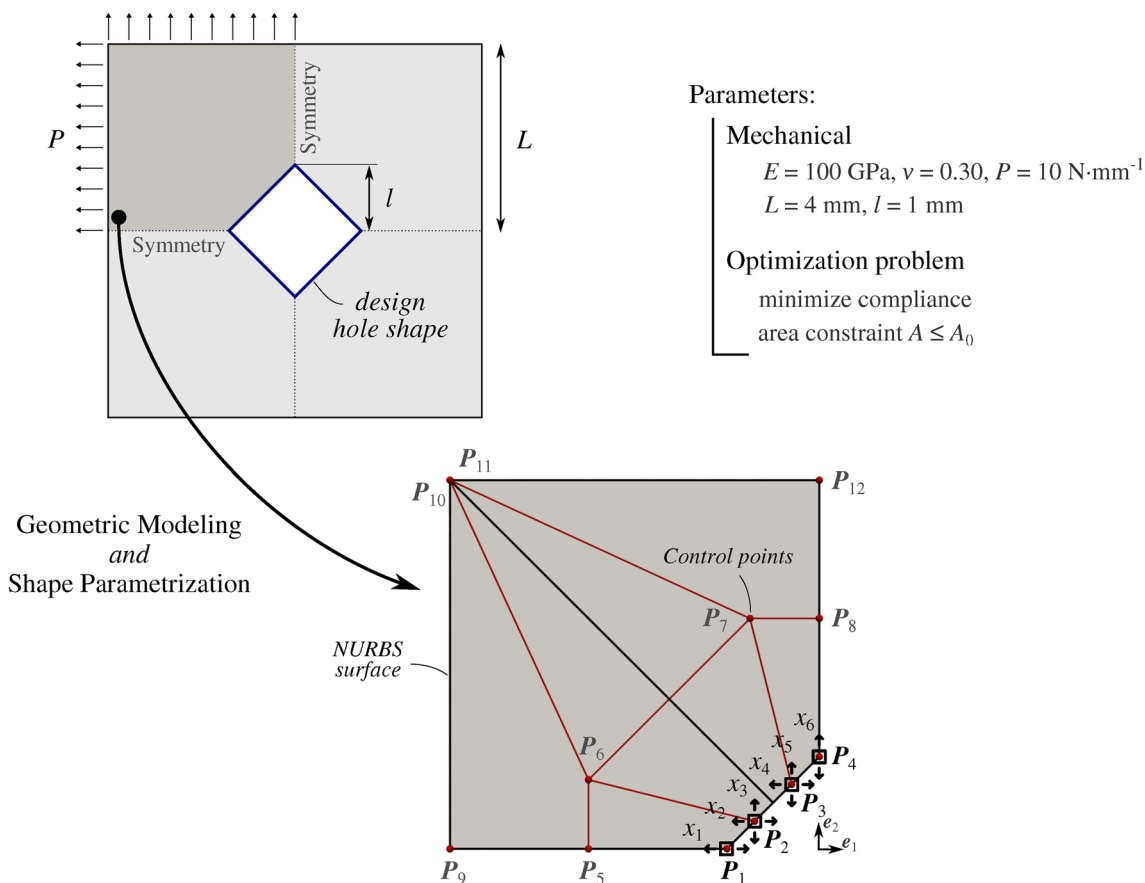 P
Symmetry
L
l
Symmetry
design
hole shape
Parameters:
Mechanical
E = 100 GPa, ν = 0.30, P = 10 N·mm⁻¹
L = 4 mm, l = 1 mm
Optimization problem
minimize compliance
area constraint A ≤ A₀
Geometric Modeling
and
Shape Parametrization
P₁₁
P₁₀
P₁₂
Control points
P₇
P₈
NURBS
surface
P₆
x₆
x₅
x₄
x₃
x₂
x₁
P₄
P₃
P₂
e₂
e₁
P₉
P₅
P₁